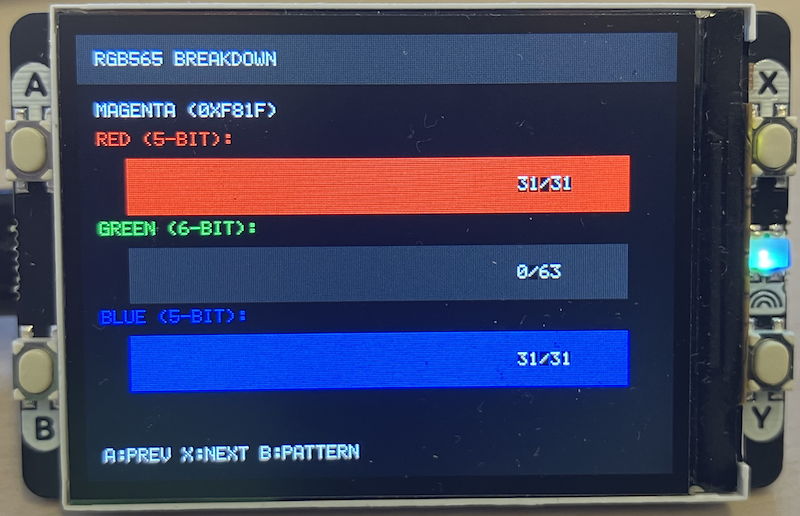 A
X
B
Y
RGB565 BREAKDOWN
MAGENTA (0XF81F)
RED (5-BIT):
31/31
GREEN (6-BIT):
0/63
BLUE (5-BIT):
31/31
A:PREV X:NEXT B:PATTERN